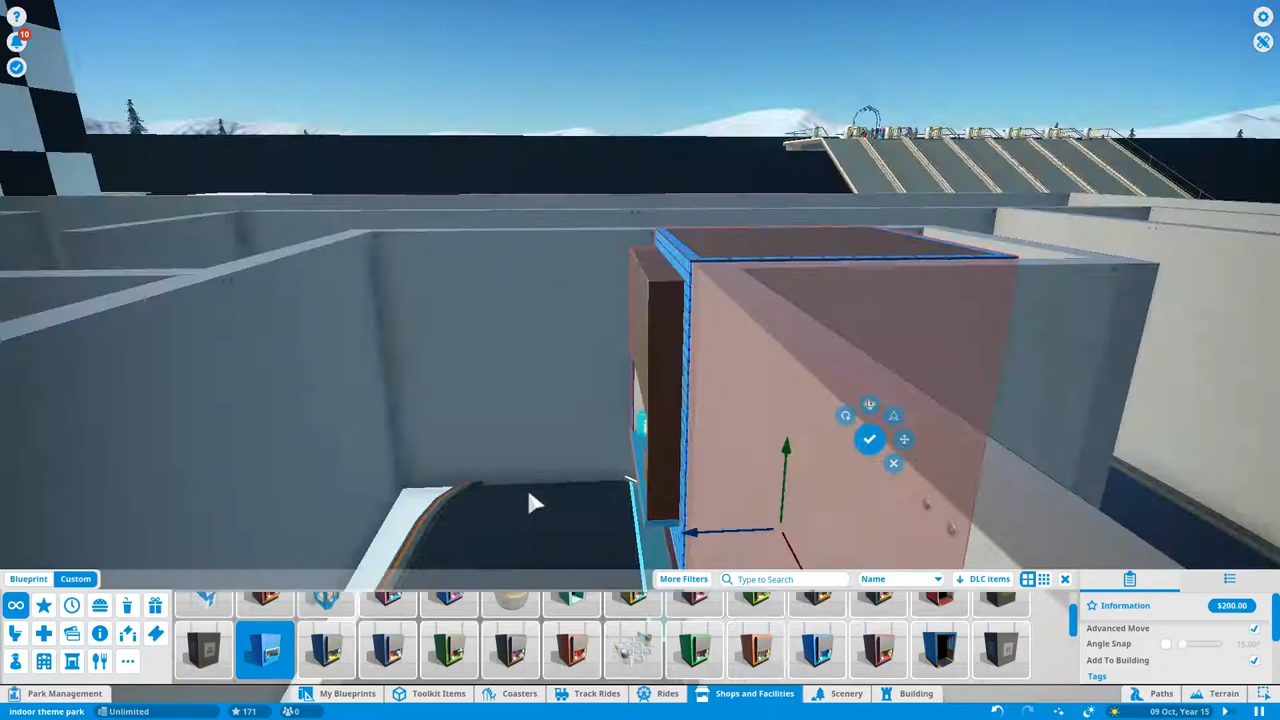 ?
10
Blueprint
Custom
More Filters
Type to Search
Name
DLC items
Information
$200.00
Advanced Move
Angle Snap
15.00°
Add To Building
Tags
Park Management
My Blueprints
Toolkit Items
Coasters
Track Rides
Rides
Shops and Facilities
Scenery
Building
Paths
Terrain
indoor theme park
Unlimited
171
0
09 Oct, Year 15